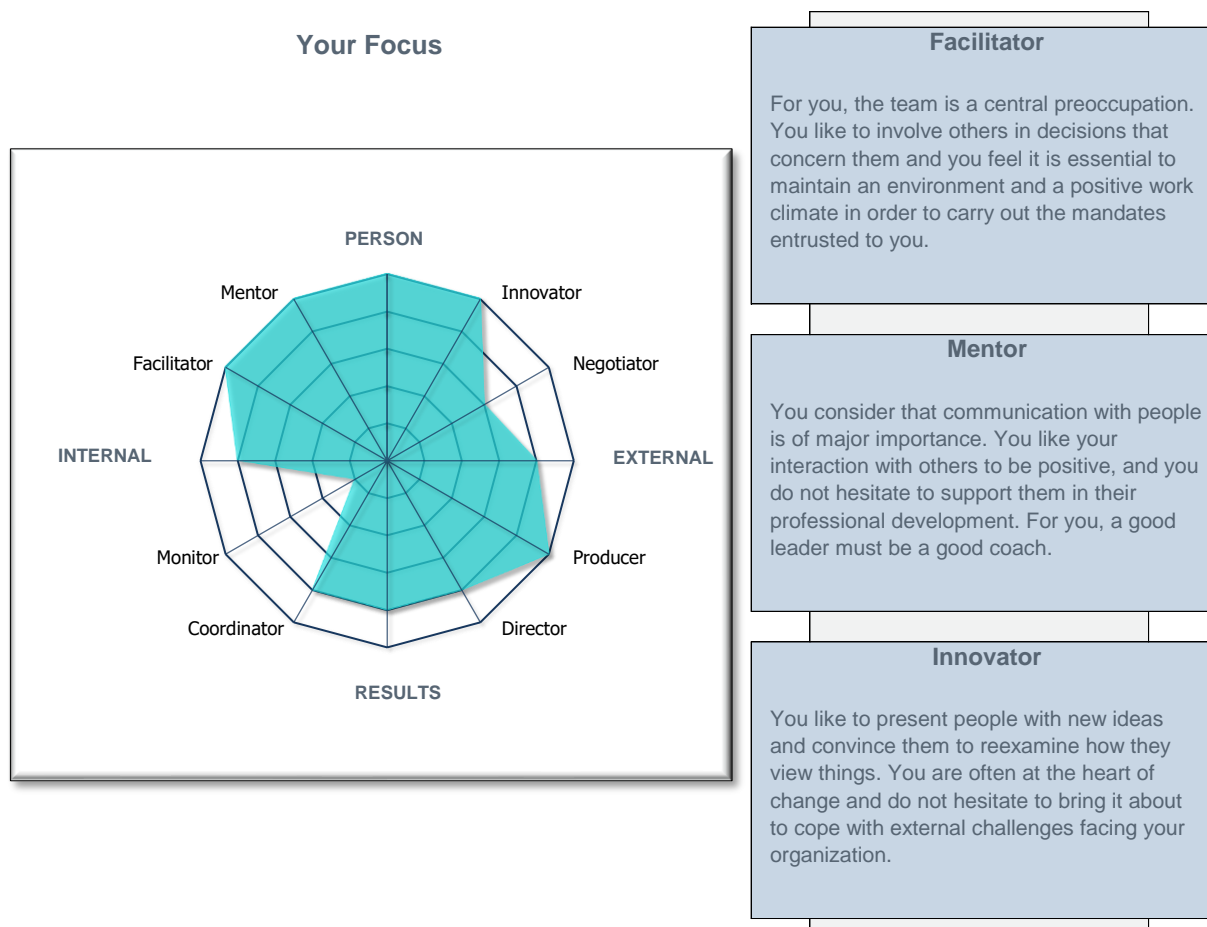 Your Focus
PERSON
Mentor
Innovator
Facilitator
Negotiator
INTERNAL
EXTERNAL
Monitor
Producer
Coordinator
Director
RESULTS
Facilitator
For you, the team is a central preoccupation.
You like to involve others in decisions that
concern them and you feel it is essential to
maintain an environment and a positive work
climate in order to carry out the mandates
entrusted to you.
Mentor
You consider that communication with people
is of major importance. You like your
interaction with others to be positive, and you
do not hesitate to support them in their
professional development. For you, a good
leader must be a good coach.
Innovator
You like to present people with new ideas
and convince them to reexamine how they
view things. You are often at the heart of
change and do not hesitate to bring it about
to cope with external challenges facing your
organization.